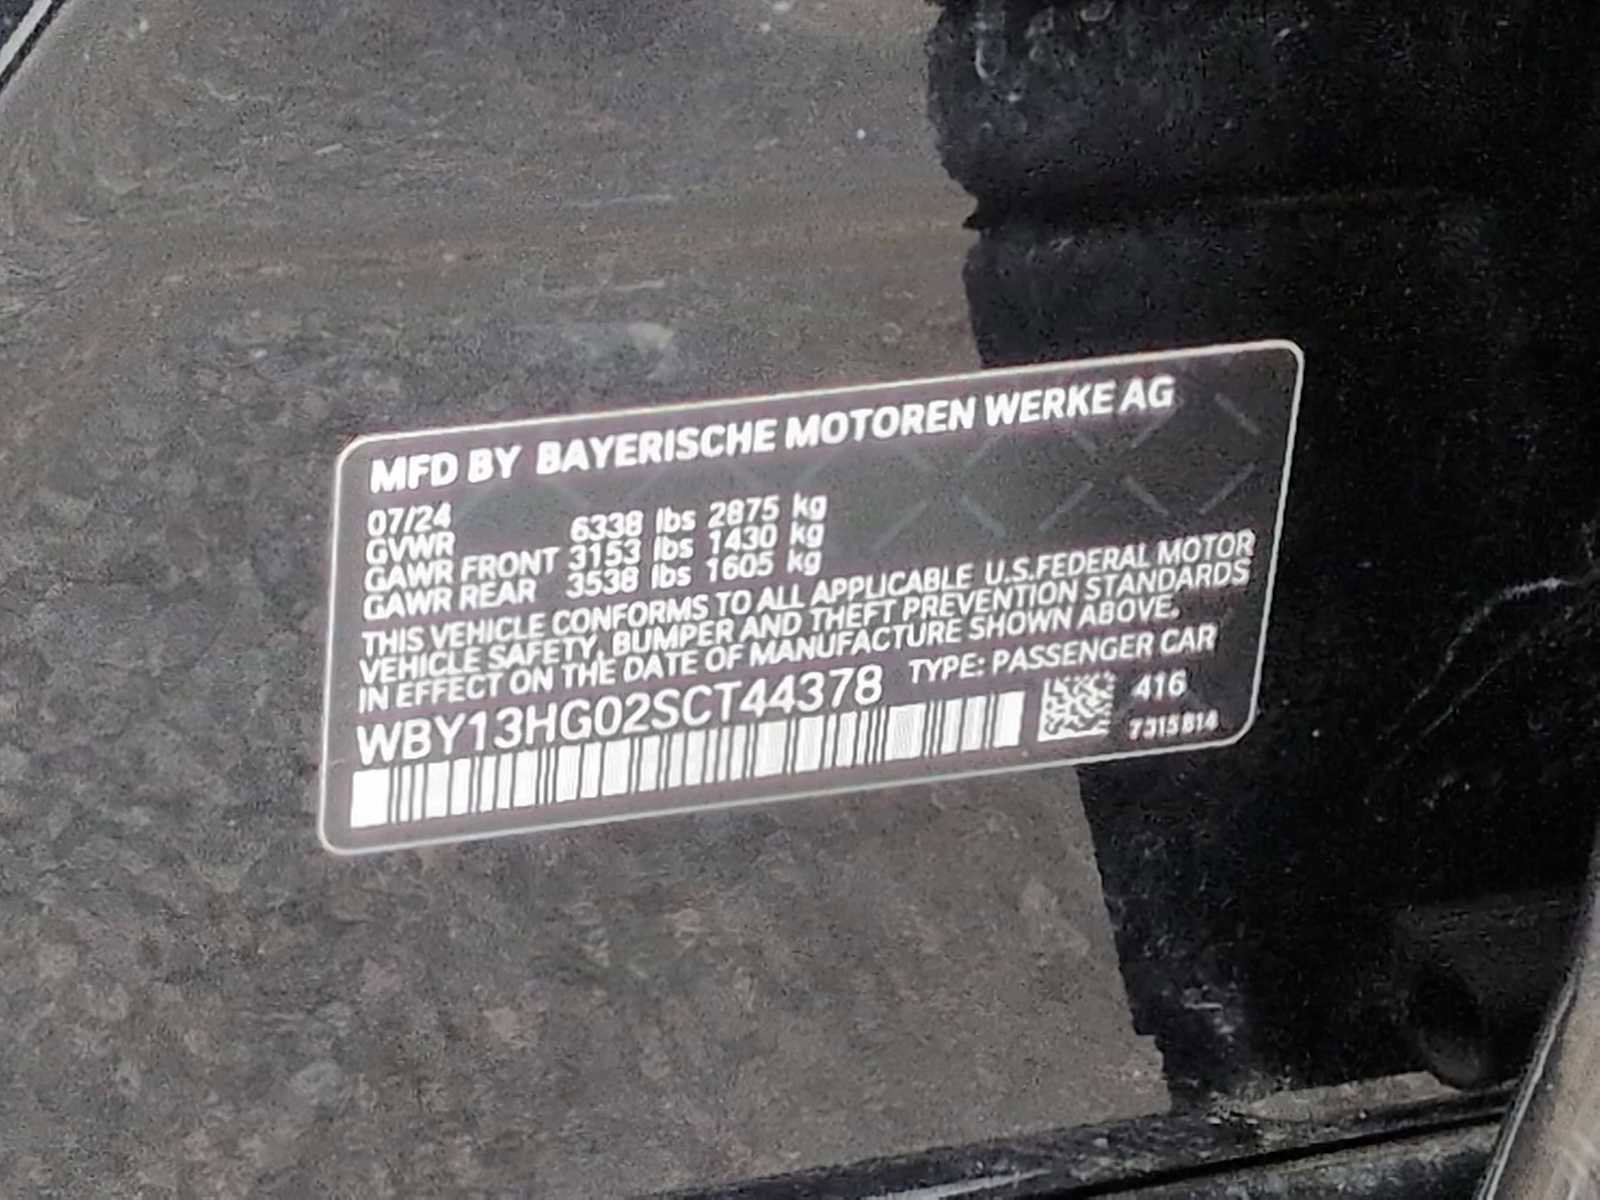 MFD BY BAYERISCHE MOTOREN WERKE AG
07/24
GVWR 6338 lbs 2875 kg
GAWR FRONT 3153 lbs 1430 kg
GAWR REAR 3538 lbs 1605 kg
THIS VEHICLE CONFORMS TO ALL APPLICABLE U.S.FEDERAL MOTOR
VEHICLE SAFETY, BUMPER AND THEFT PREVENTION STANDARDS
IN EFFECT ON THE DATE OF MANUFACTURE SHOWN ABOVE.
WBY13HG02SCT44378 TYPE: PASSENGER CAR
416
7315814